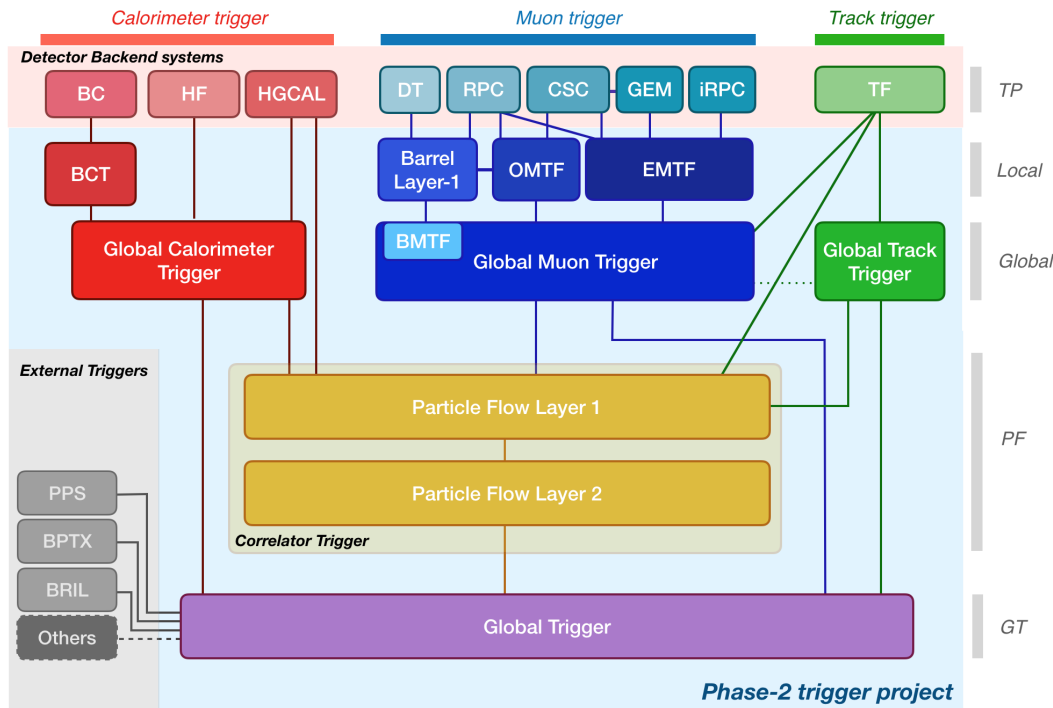 Calorimeter trigger
Muon trigger
Track trigger
Detector Backend systems
BC
HF
HGCAL
DT
RPC
CSC
GEM
iRPC
TF
TP
BCT
Barrel
Layer-1
OMTF
EMTF
Local
Global Calorimeter
Trigger
BMTF
Global Muon Trigger
Global Track
Trigger
Global
External Triggers
Particle Flow Layer 1
PF
Particle Flow Layer 2
Correlator Trigger
PPS
BPTX
BRIL
Others
Global Trigger
GT
Phase-2 trigger project